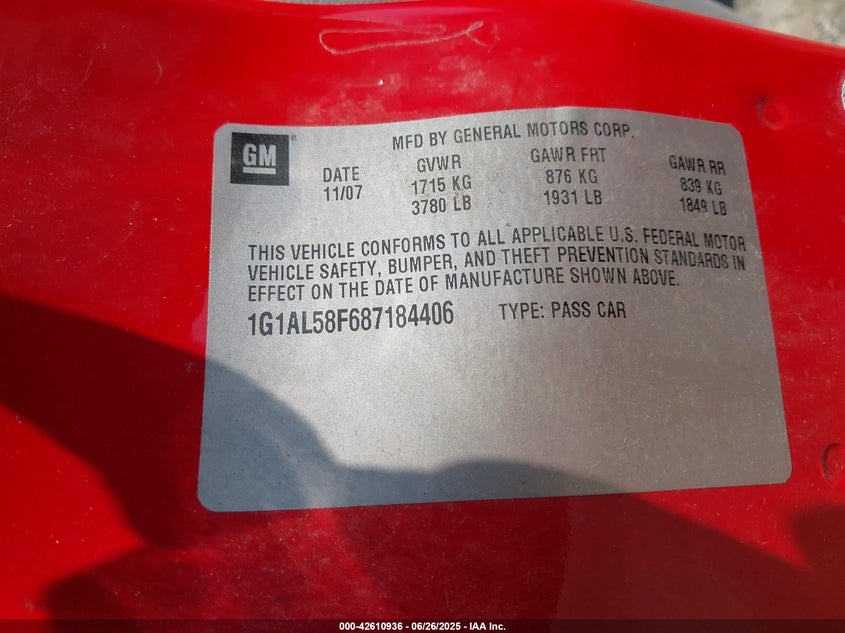 GM
®
MFD BY GENERAL MOTORS CORP.
DATE GVWR GAWR FRT GAWR RR
11/07 1715 KG 876 KG 839 KG
3780 LB 1931 LB 1849 LB
THIS VEHICLE CONFORMS TO ALL APPLICABLE U.S. FEDERAL MOTOR
VEHICLE SAFETY, BUMPER, AND THEFT PREVENTION STANDARDS IN
EFFECT ON THE DATE OF MANUFACTURE SHOWN ABOVE.
1G1AL58F687184406 TYPE: PASS CAR
000-42610936 - 06/26/2025 - IAA Inc.